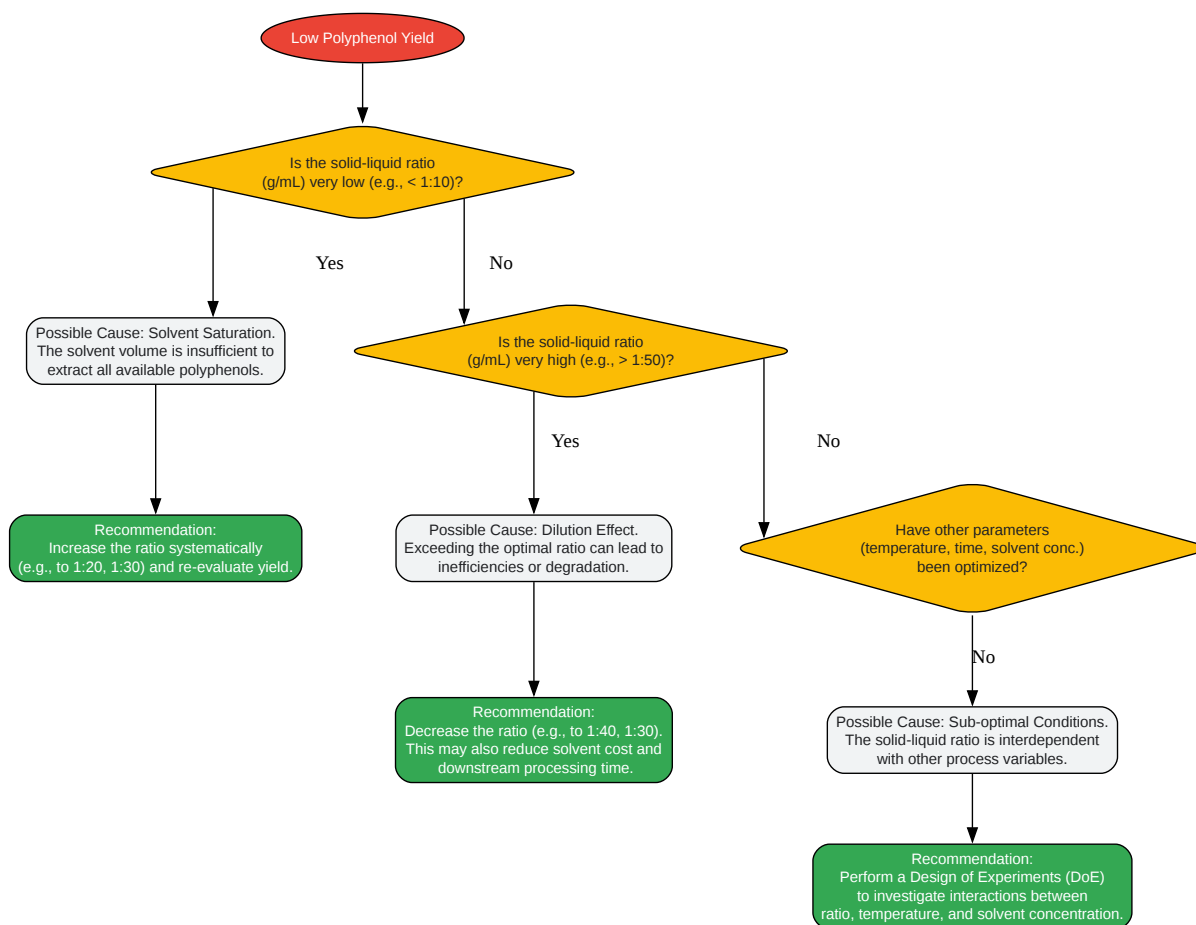 Low Polyphenol Yield
Is the solid-liquid ratio
(g/mL) very low (e.g., < 1:10)?
Yes
No
Possible Cause: Solvent Saturation.
The solvent volume is insufficient to
extract all available polyphenols.
Is the solid-liquid ratio
(g/mL) very high (e.g., > 1:50)?
Yes
No
Recommendation:
Increase the ratio systematically
(e.g., to 1:20, 1:30) and re-evaluate yield.
Possible Cause: Dilution Effect.
Exceeding the optimal ratio can lead to
inefficiencies or degradation.
Have other parameters
(temperature, time, solvent conc.)
been optimized?
No
Recommendation:
Decrease the ratio (e.g., to 1:40, 1:30).
This may also reduce solvent cost and
downstream processing time.
Possible Cause: Sub-optimal Conditions.
The solid-liquid ratio is interdependent
with other process variables.
Recommendation:
Perform a Design of Experiments (DoE)
to investigate interactions between
ratio, temperature, and solvent concentration.